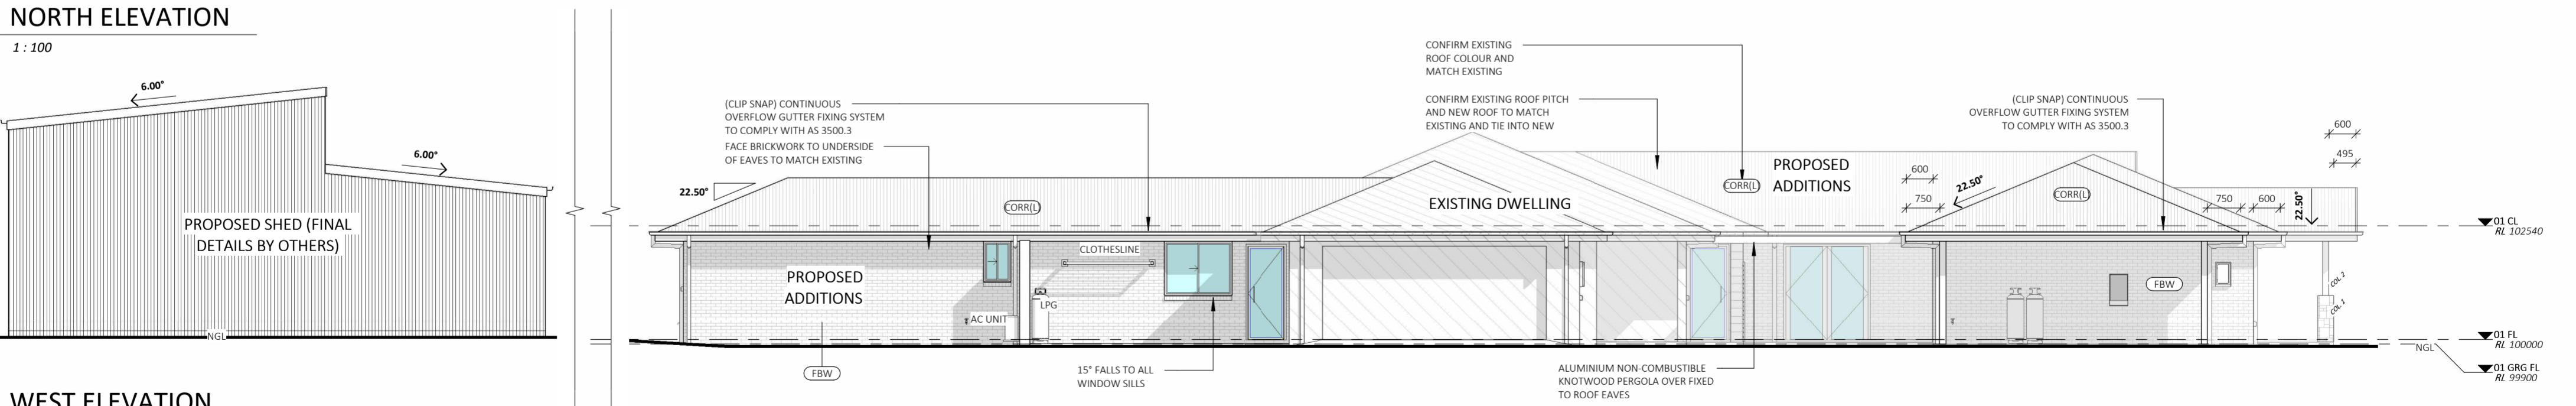 NORTH ELEVATION
1 : 100
6.00°
6.00°
PROPOSED SHED (FINAL
DETAILS BY OTHERS)
NGL
(CLIP SNAP) CONTINUOUS
OVERFLOW GUTTER FIXING SYSTEM
TO COMPLY WITH AS 3500.3
FACE BRICKWORK TO UNDERSIDE
OF EAVES TO MATCH EXISTING
22.50°
CORR(L)
CLOTHESLINE
PROPOSED
ADDITIONS
LPG
AC UNIT
FBW
15° FALLS TO ALL
WINDOW SILLS
CONFIRM EXISTING
ROOF COLOUR AND
MATCH EXISTING
CONFIRM EXISTING ROOF PITCH
AND NEW ROOF TO MATCH
EXISTING AND TIE INTO NEW
EXISTING DWELLING
PROPOSED
ADDITIONS
CORR(L)
ALUMINIUM NON-COMBUSTIBLE
KNOTWOOD PERGOLA OVER FIXED
TO ROOF EAVES
(CLIP SNAP) CONTINUOUS
OVERFLOW GUTTER FIXING SYSTEM
TO COMPLY WITH AS 3500.3
600
495
600
750
22.50°
CORR(L)
750
600
22.50°
FBW
COL 2
COL 1
01 CL
RL 102540
01 FL
RL 100000
NGL
01 GRG FL
RL 99900
WEST ELEVATION